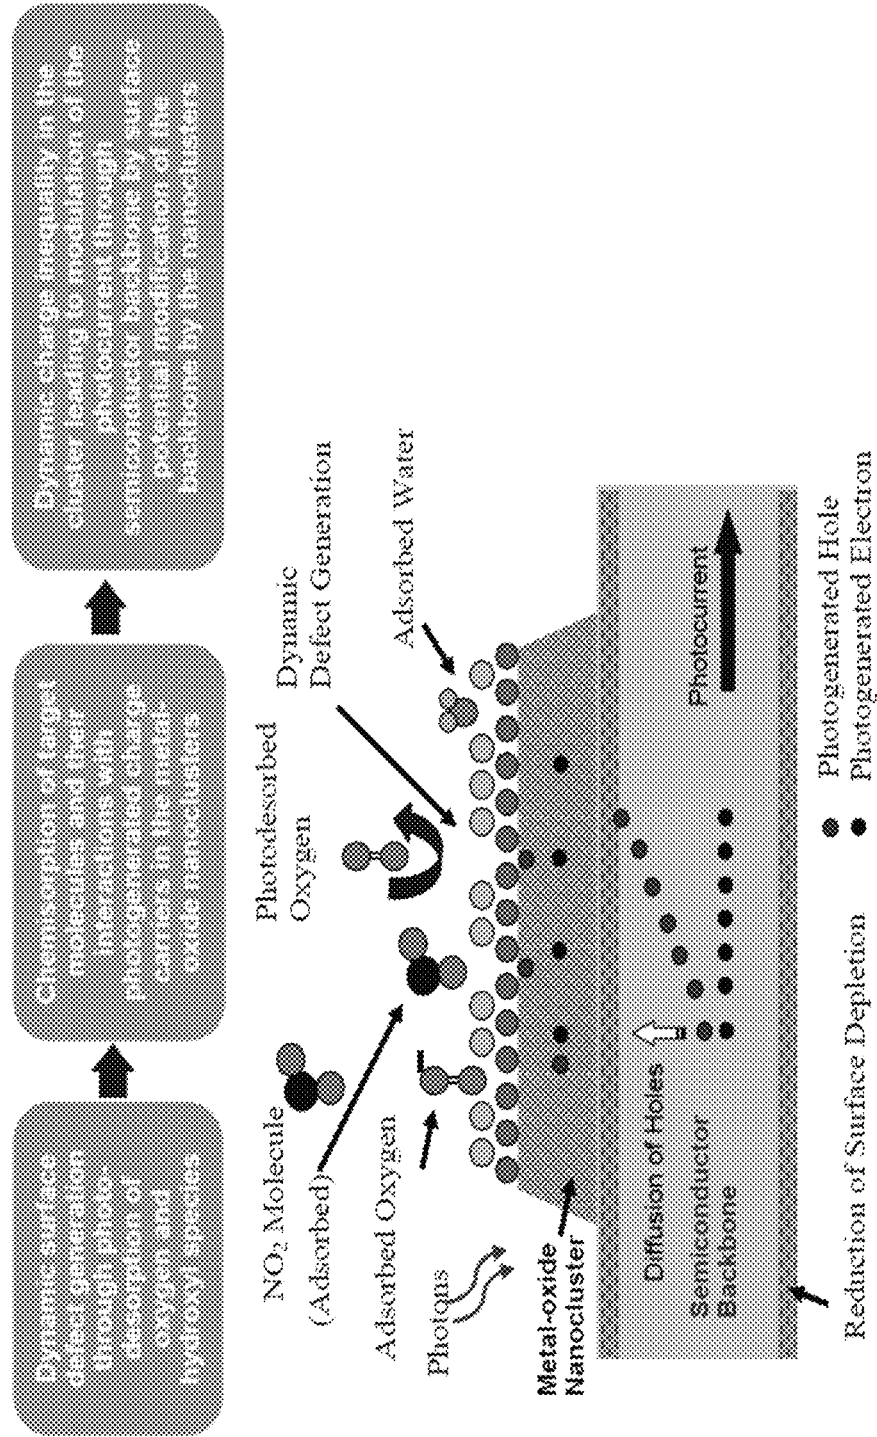 Dynamic surface
defect generation
through photo-
desorption of
oxygen and
hydroxyl species
Chemisorption of target
molecules and their
interactions with
photogenerated charge
carriers in the metal-
oxide nanoclusters
Dynamic charge inequality in the
cluster leading to modulation of the
photocurrent through
semiconductor backbone by surface
potential modification of the
backbone by the nanoclusters
NO₂ Molecule
(Adsorbed)
Photodesorbed
Oxygen
Dynamic
Defect Generation
Adsorbed Oxygen
Adsorbed Water
Photons
Metal-oxide
Nanocluster
Diffusion of Holes
Semiconductor
Backbone
Photocurrent
Reduction of Surface Depletion
Photogenerated Hole
Photogenerated Electron